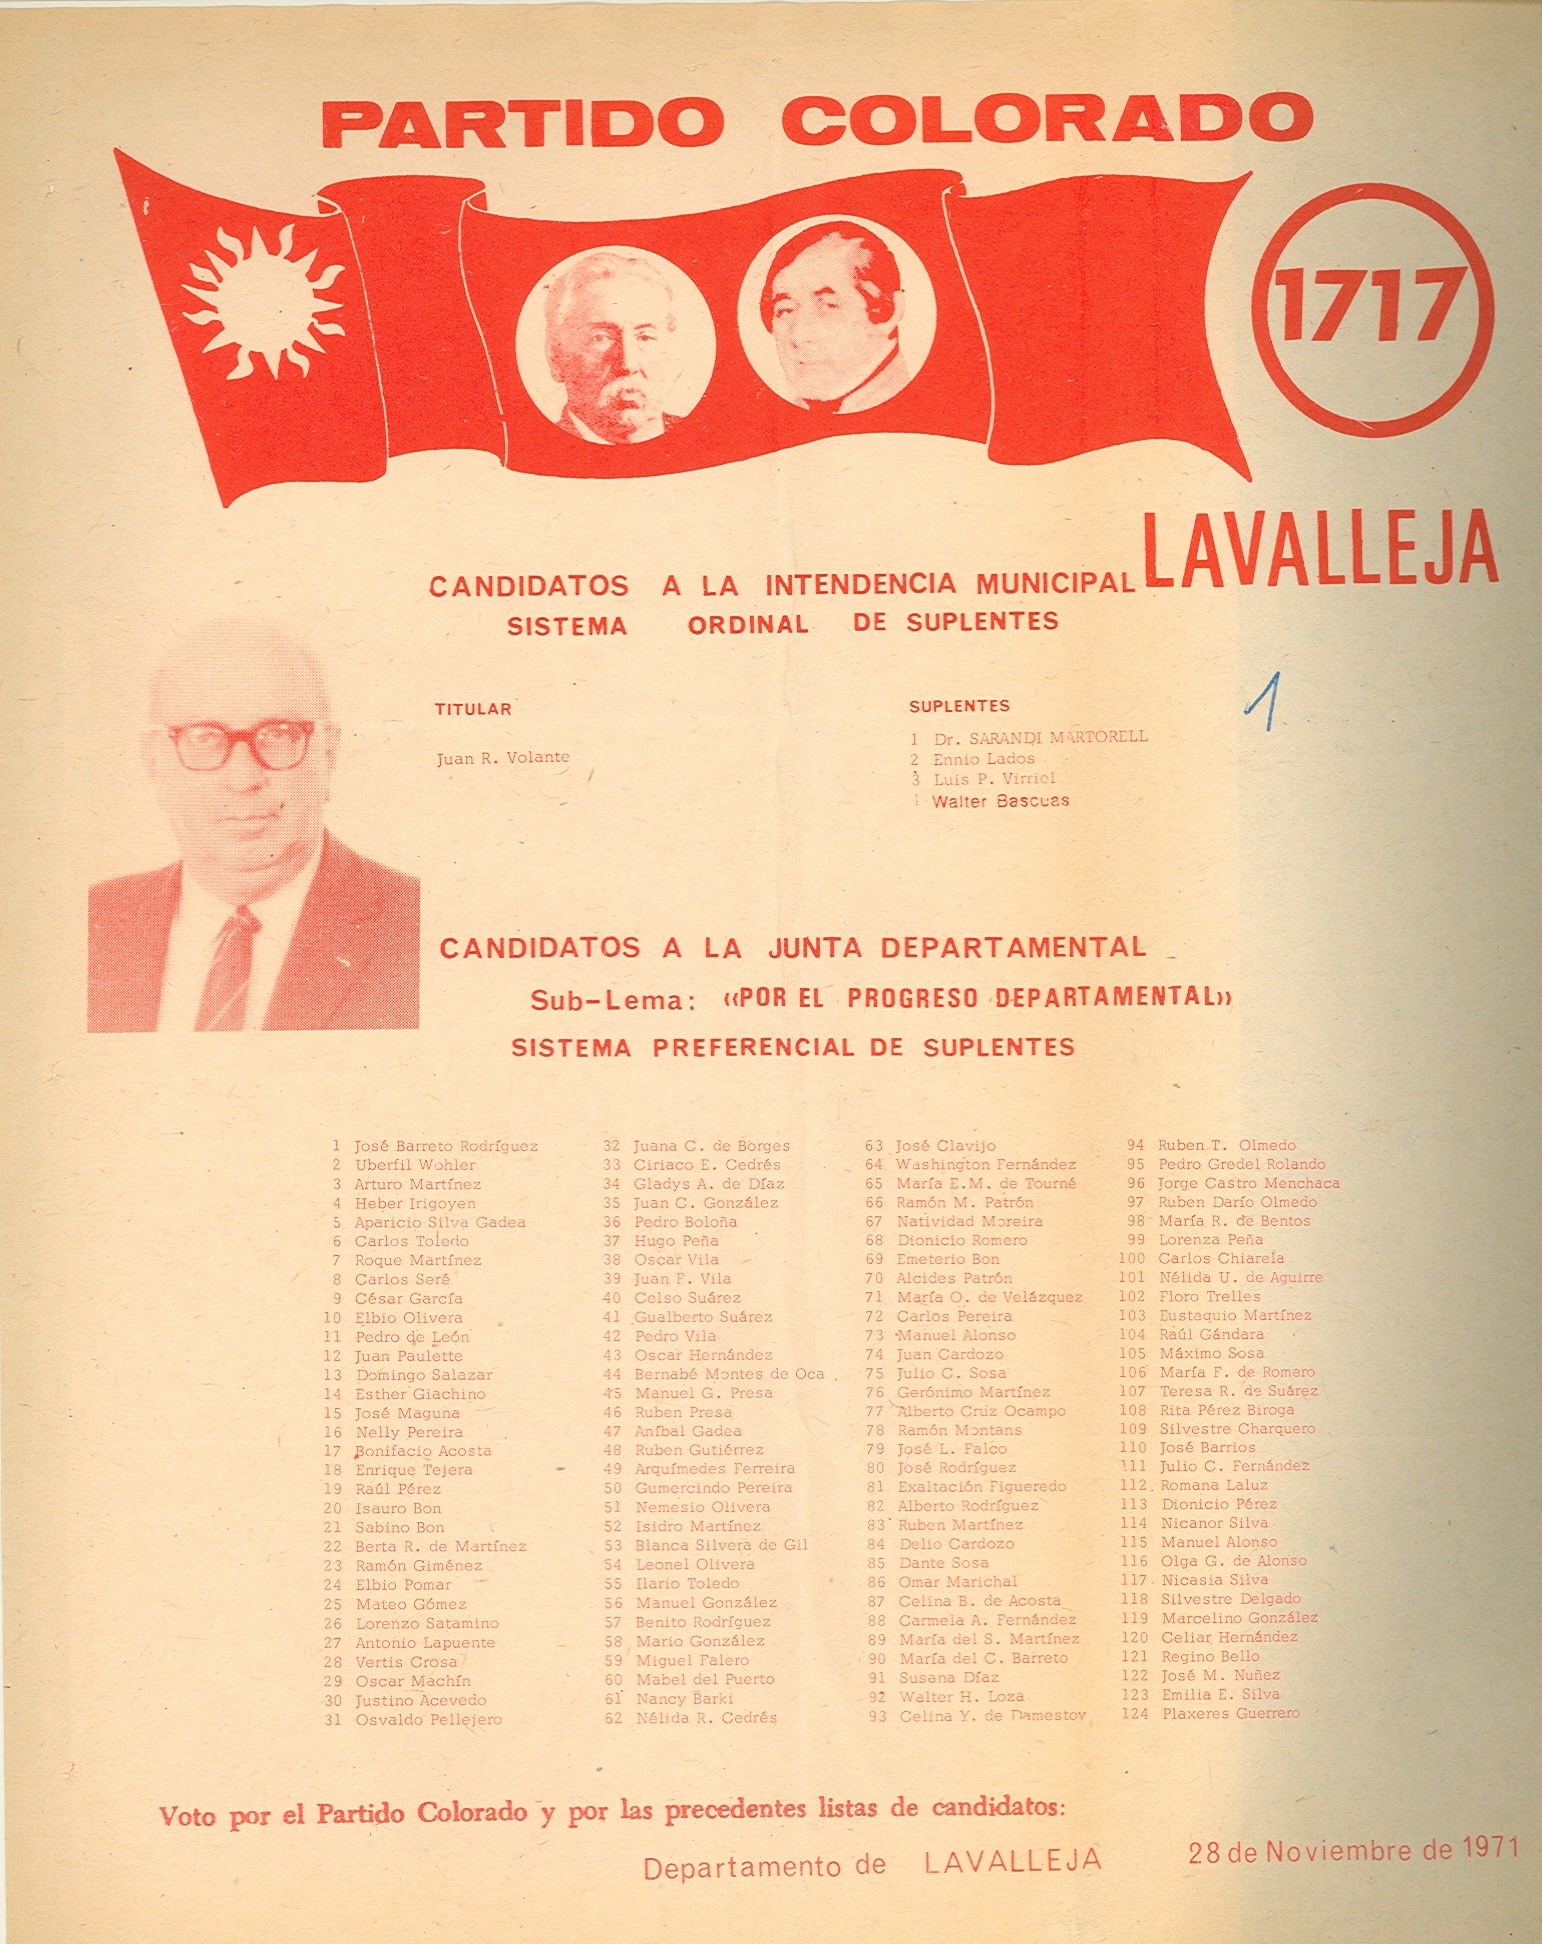 PARTIDO COLORADO
1717
LAVALLEJA
CANDIDATOS A LA INTENDENCIA MUNICIPAL
SISTEMA ORDINAL DE SUPLENTES
1
TITULAR
Juan R. Volante
SUPLENTES
1 Dr. SARANDI MARTORELL
2 Ennio Lados
3 Luis P. Virriel
Walter Bascuas
CANDIDATOS A LA JUNTA DEPARTAMENTAL
Sub-Lema: «POR EL PROGRESO DEPARTAMENTAL»
SISTEMA PREFERENCIAL DE SUPLENTES
1 José Barreto Rodríguez
2 Uberfil Wohler
3 Arturo Martínez
4 Heber Irigoyen
5 Aparicio Silva Gadea
6 Carlos Toledo
7 Roque Martínez
8 Carlos Seré
9 César García
10 Elbio Olivera
11 Pedro de León
12 Juan Paulette
13 Domingo Salazar
14 Esther Giachino
15 José Maguna
16 Nelly Pereira
17 Bonifacio Acosta
18 Enrique Tejera
19 Raúl Pérez
20 Isauro Bon
21 Sabino Bon
22 Berta R. de Martínez
23 Ramón Giménez
24 Elbio Pomar
25 Mateo Gómez
26 Lorenzo Satamino
27 Antonio Lapuente
28 Vertis Crosa
29 Oscar Machín
30 Justino Acevedo
31 Osvaldo Pellejero
32 Juana C. de Borges
33 Ciriaco E. Cedrés
34 Gladys A. de Díaz
35 Juan C. González
36 Pedro Boloña
37 Hugo Peña
38 Oscar Vila
39 Juan F. Vila
40 Celso Suárez
41 Gualberto Suárez
42 Pedro Vila
43 Oscar Hernández
44 Bernabé Montes de Oca
45 Manuel G. Presa
46 Ruben Presa
47 Aníbal Gadea
48 Ruben Gutiérrez
49 Arquímedes Ferreira
50 Gumercindo Pereira
51 Nemesio Olivera
52 Isidro Martínez
53 Blanca Silvera de Gil
54 Leonel Olivera
55 Ilario Toledo
56 Manuel González
57 Benito Rodríguez
58 Mario González
59 Miguel Falero
60 Mabel del Puerto
61 Nancy Barki
62 Nélida R. Cedrés
63 José Clavijo
64 Washington Fernández
65 María E.M. de Tourné
66 Ramón M. Patrón
67 Natividad Moreira
68 Dionicio Romero
69 Emeterio Bon
70 Alcides Patrón
71 María O. de Velázquez
72 Carlos Pereira
73 Manuel Alonso
74 Juan Cardozo
75 Julio C. Sosa
76 Gerónimo Martínez
77 Alberto Cruz Ocampo
78 Ramón Montans
79 José L. Falco
80 José Rodríguez
81 Exaltación Figueredo
82 Alberto Rodríguez
83 Ruben Martínez
84 Delio Cardozo
85 Dante Sosa
86 Omar Marichal
87 Celina B. de Acosta
88 Carmela A. Fernández
89 María del S. Martínez
90 María del C. Barreto
91 Susana Díaz
92 Walter H. Loza
93 Celina Y. de Damestoy
94 Ruben T. Olmedo
95 Pedro Gredel Rolando
96 Jorge Castro Menchaca
97 Ruben Darío Olmedo
98 María R. de Bentos
99 Lorenza Peña
100 Carlos Chiarela
101 Nélida U. de Aguirre
102 Floro Trelles
103 Eustaquio Martínez
104 Raúl Gándara
105 Máximo Sosa
106 María F. de Romero
107 Teresa R. de Suárez
108 Rita Pérez Biroga
109 Silvestre Charquero
110 José Barrios
111 Julio C. Fernández
112 Romana Laluz
113 Dionicio Pérez
114 Nicanor Silva
115 Manuel Alonso
116 Olga G. de Alonso
117 Nicasia Silva
118 Silvestre Delgado
119 Marcelino González
120 Celiar Hernández
121 Regino Bello
122 José M. Nuñez
123 Emilia E. Silva
124 Plaxeres Guerrero
Voto por el Partido Colorado y por las precedentes listas de candidatos:
Departamento de LAVALLEJA
28 de Noviembre de 1971